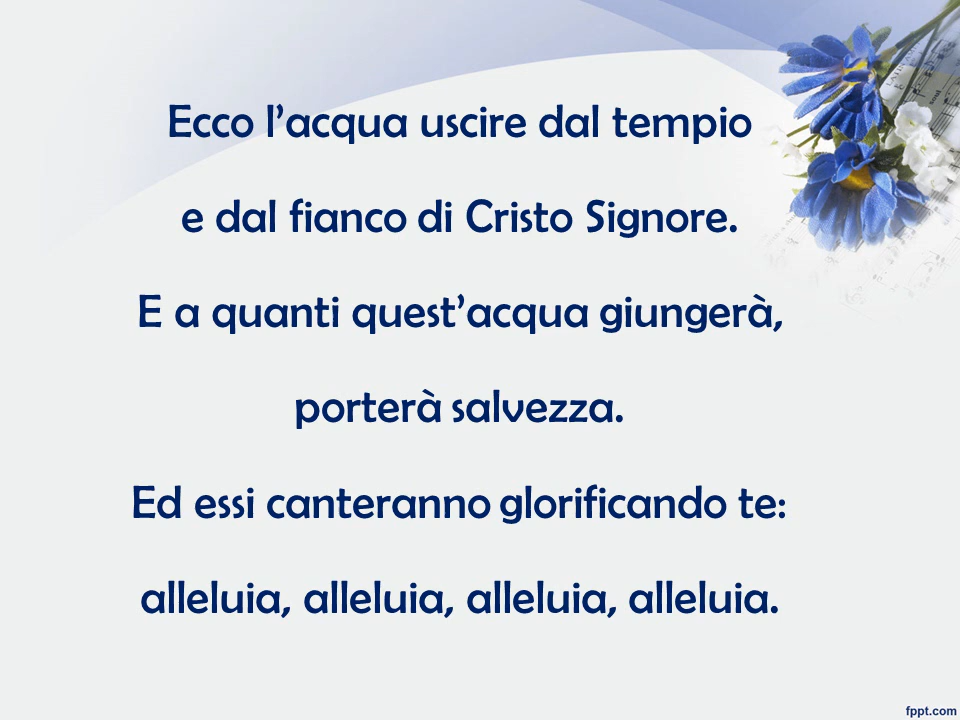 Ecco l’acqua uscire dal tempio
e dal fianco di Cristo Signore.
E a quanti quest’acqua giungerà,
porterà salvezza.
Ed essi canteranno glorificando te:
alleluia, alleluia, alleluia, alleluia.
fppt.com